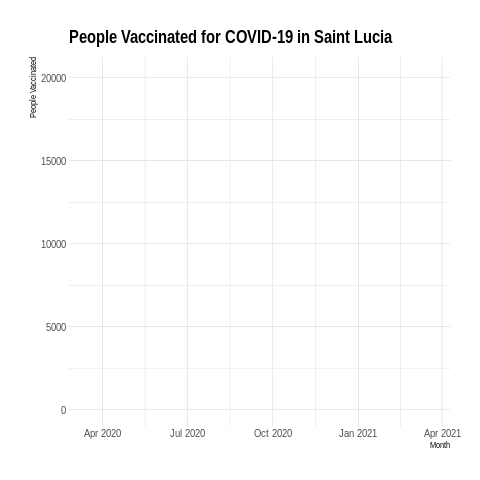 People Vaccinated for COVID-19 in Saint Lucia
People Vaccinated
20000
15000
10000
5000
0
Apr 2020 Jul 2020 Oct 2020 Jan 2021 Apr 2021
Month